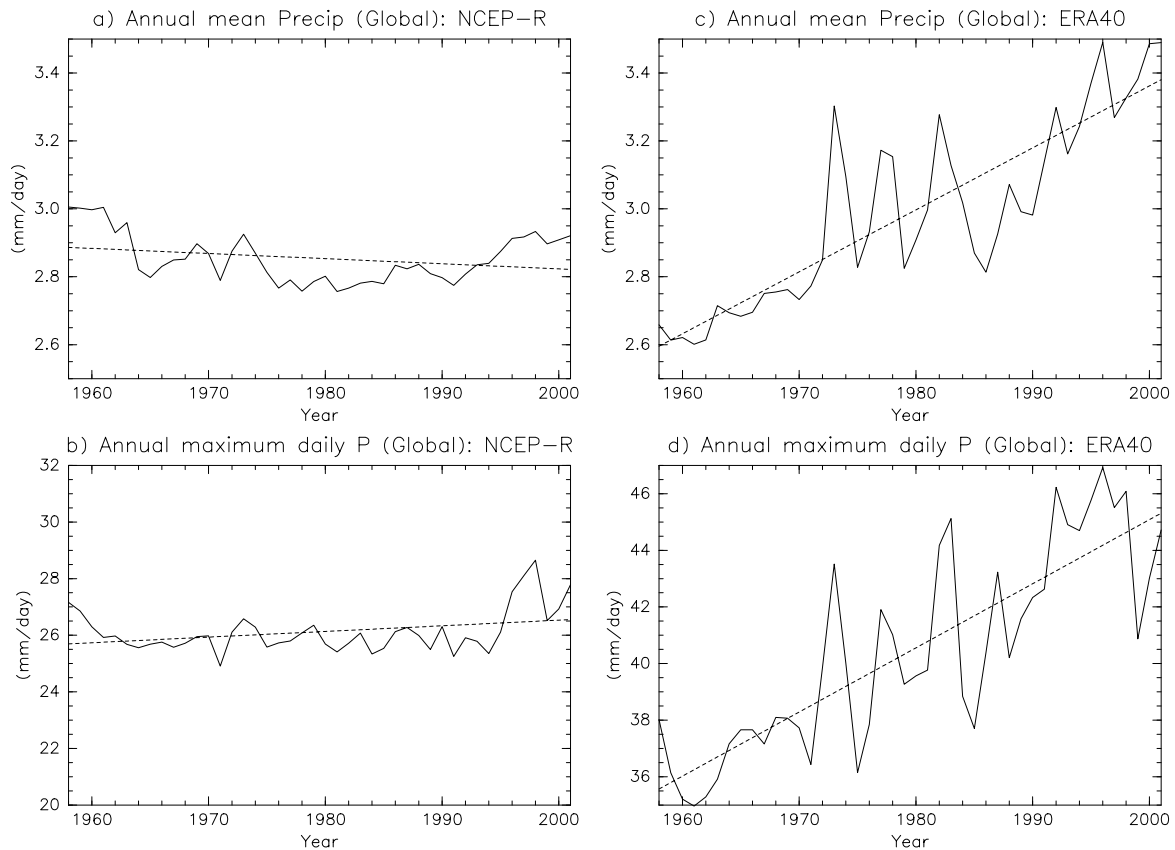 a) Annual mean Precip (Global): NCEP-R
3.4
3.2
3.0
2.8
2.6
(mm/day)
1960 1970 1980 1990 2000
Year
c) Annual mean Precip (Global): ERA40
3.4
3.2
3.0
2.8
2.6
(mm/day)
1960 1970 1980 1990 2000
Year
b) Annual maximum daily P (Global): NCEP-R
32
30
28
26
24
22
20
(mm/day)
1960 1970 1980 1990 2000
Year
d) Annual maximum daily P (Global): ERA40
46
44
42
40
38
36
(mm/day)
1960 1970 1980 1990 2000
Year